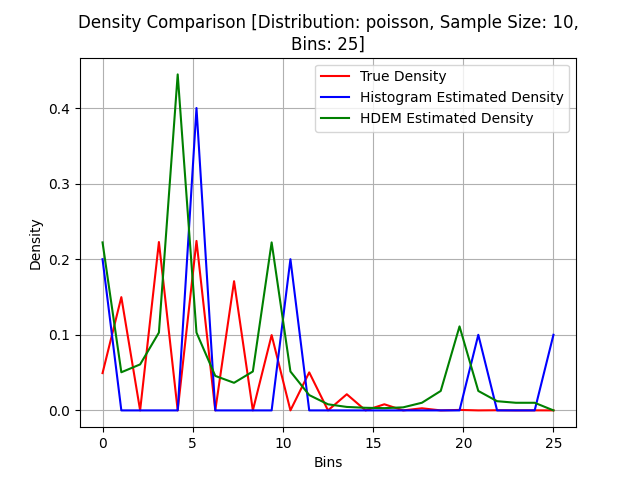 Density Comparison [Distribution: poisson, Sample Size: 10,
Bins: 25]
True Density
Histogram Estimated Density
HDEM Estimated Density
Density
0.4
0.3
0.2
0.1
0.0
0 5 10 15 20 25
Bins